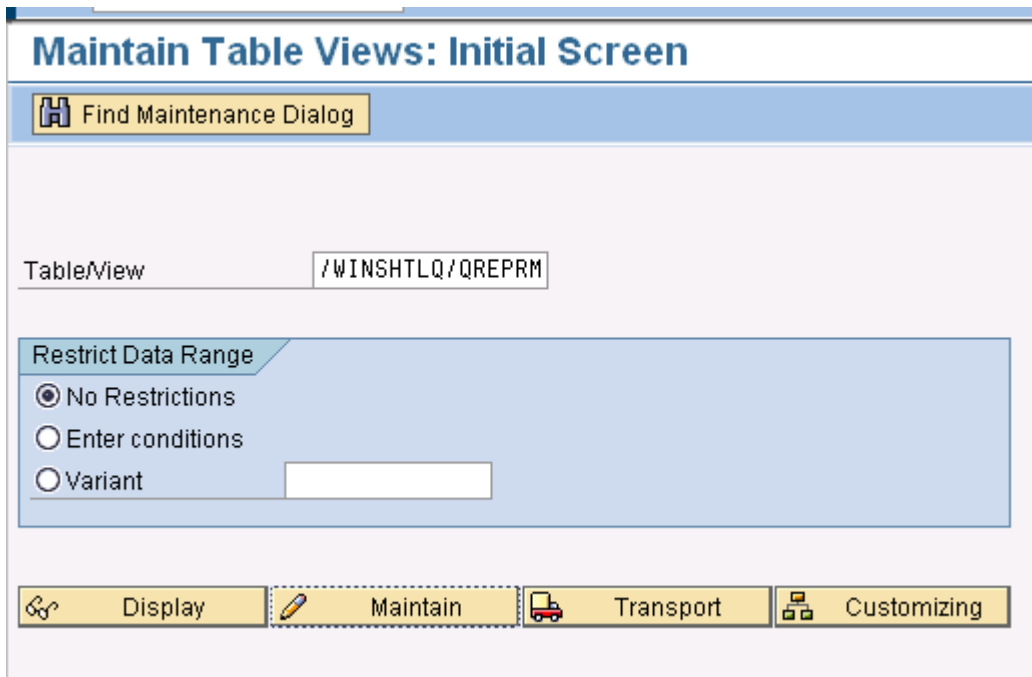 Maintain Table Views: Initial Screen
Find Maintenance Dialog
Table/View /WINSHTLQ/QREPRM
Restrict Data Range
No Restrictions
Enter conditions
Variant
Display Maintain Transport Customizing